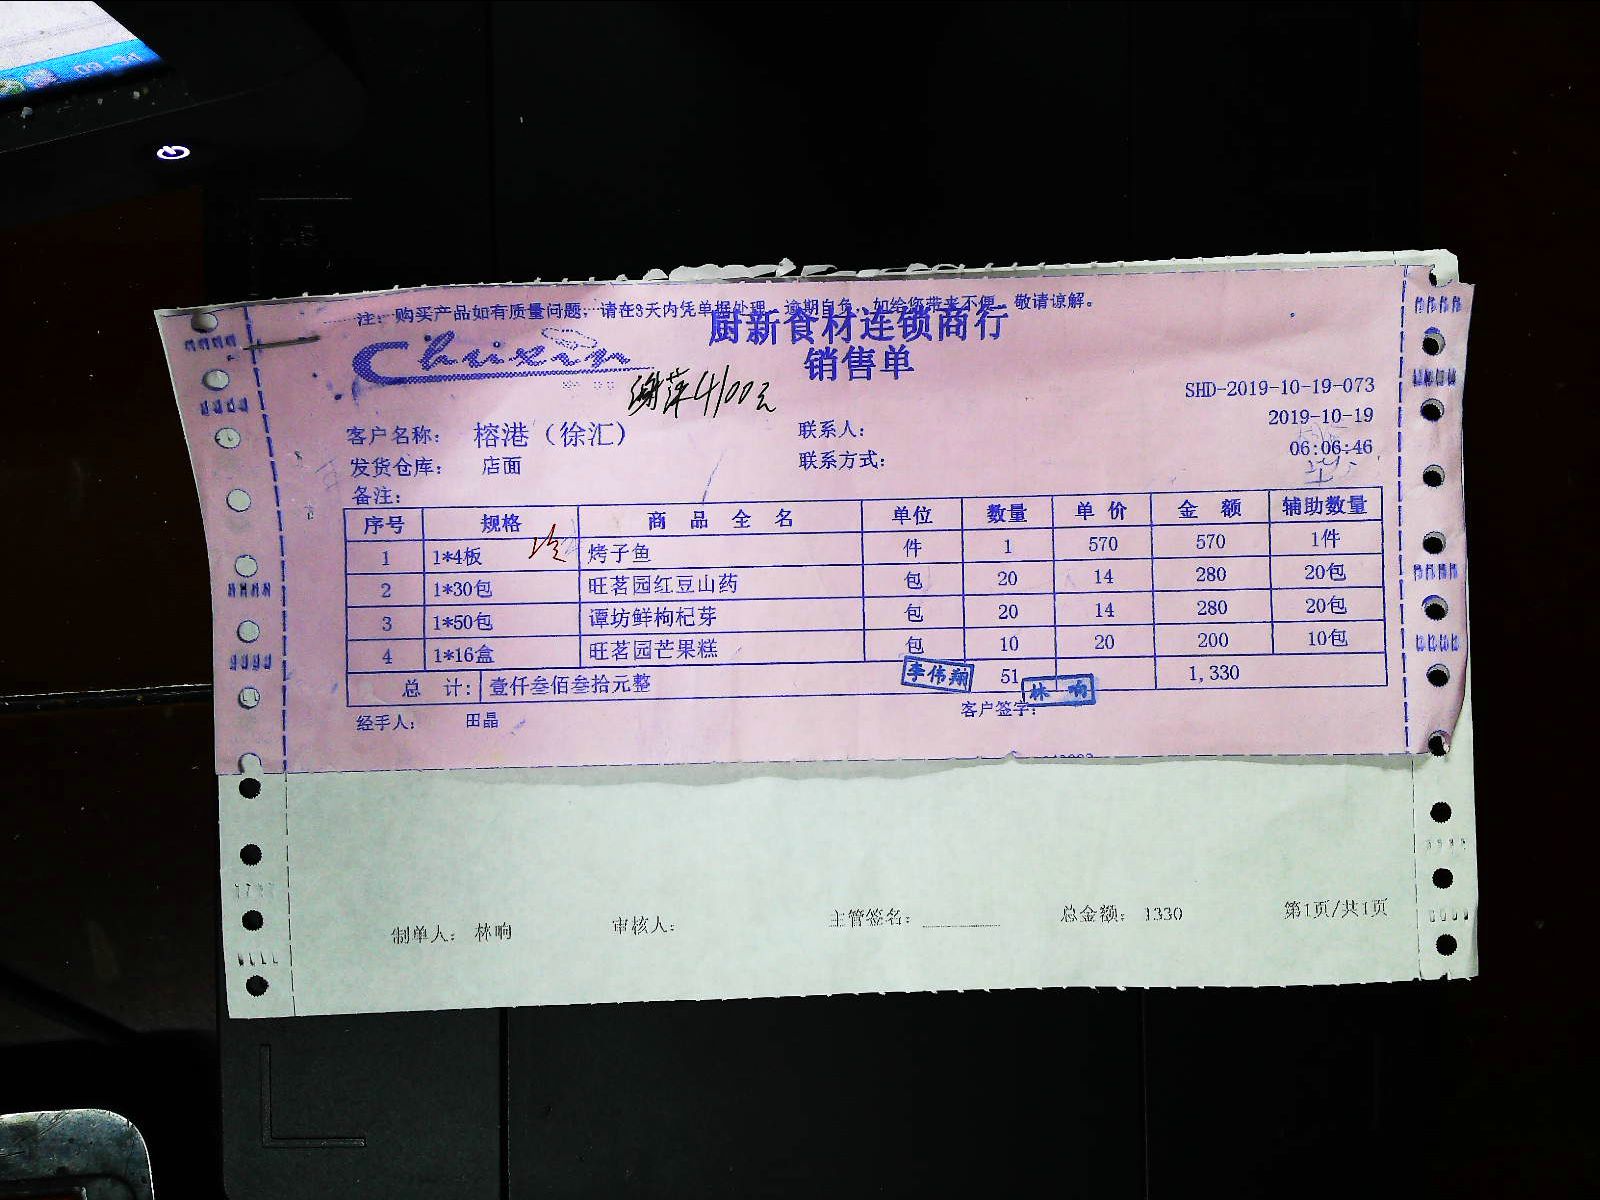 09:34
注: 购买产品如有质量问题, 请在3天内凭单据处理, 逾期自负, 如给您带来不便, 敬请谅解。
Chuxin
厨新食材连锁商行
销售单
SHD-2019-10-19-073
客户名称: 榕港（徐汇） 联系人: 2019-10-19
发货仓库: 店面 联系方式: 06:06:46
备注:
序号 规格 商品全名 单位 数量 单价 金额 辅助数量
1 1*4板 烤子鱼 件 1 570 570 1件
2 1*30包 旺茗园红豆山药 包 20 14 280 20包
3 1*50包 谭坊鲜枸杞芽 包 20 14 280 20包
4 1*16盒 旺茗园芒果糕 包 10 20 200 10包
总计: 壹仟叁佰叁拾元整 51 1,330
李伟翔
林响
经手人: 田晶 客户签字:
制单人: 林响 审核人: 主管签名: 总金额: 1330 第1页/共1页